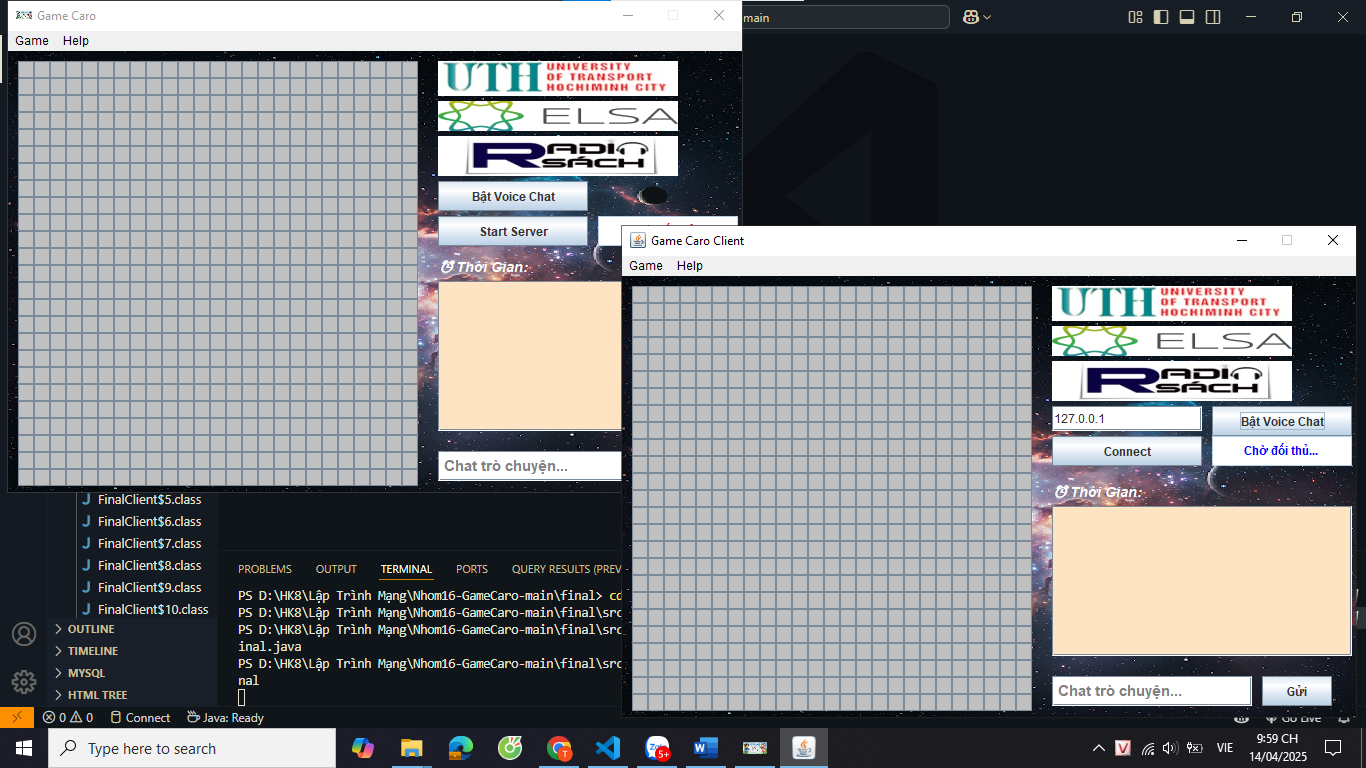 Game Caro
main
Game Help
UTH UNIVERSITY
OF TRANSPORT
HOCHIMINH CITY
ELSA
RADIO
SÁCH
Bật Voice Chat
Start Server
Thời Gian:
Chat trò chuyện...
Game Caro Client
Game Help
UTH UNIVERSITY
OF TRANSPORT
HOCHIMINH CITY
ELSA
RADIO
SÁCH
127.0.0.1
Bật Voice Chat
Connect
Chờ đối thủ...
Thời Gian:
Chat trò chuyện...
Gửi
J FinalClient$5.class
J FinalClient$6.class
J FinalClient$7.class
J FinalClient$8.class
J FinalClient$9.class
J FinalClient$10.class
OUTLINE
TIMELINE
MYSQL
HTML TREE
PROBLEMS OUTPUT TERMINAL PORTS QUERY RESULTS (PREV
PS D:\HK8\Lập Trình Mạng\Nhom16-GameCaro-main\final> cd
PS D:\HK8\Lập Trình Mạng\Nhom16-GameCaro-main\final\src
PS D:\HK8\Lập Trình Mạng\Nhom16-GameCaro-main\final\src
inal.java
PS D:\HK8\Lập Trình Mạng\Nhom16-GameCaro-main\final\src
nal
0 0 Connect Java: Ready
Go Live
Type here to search
5+
VIE
9:59 CH
14/04/2025